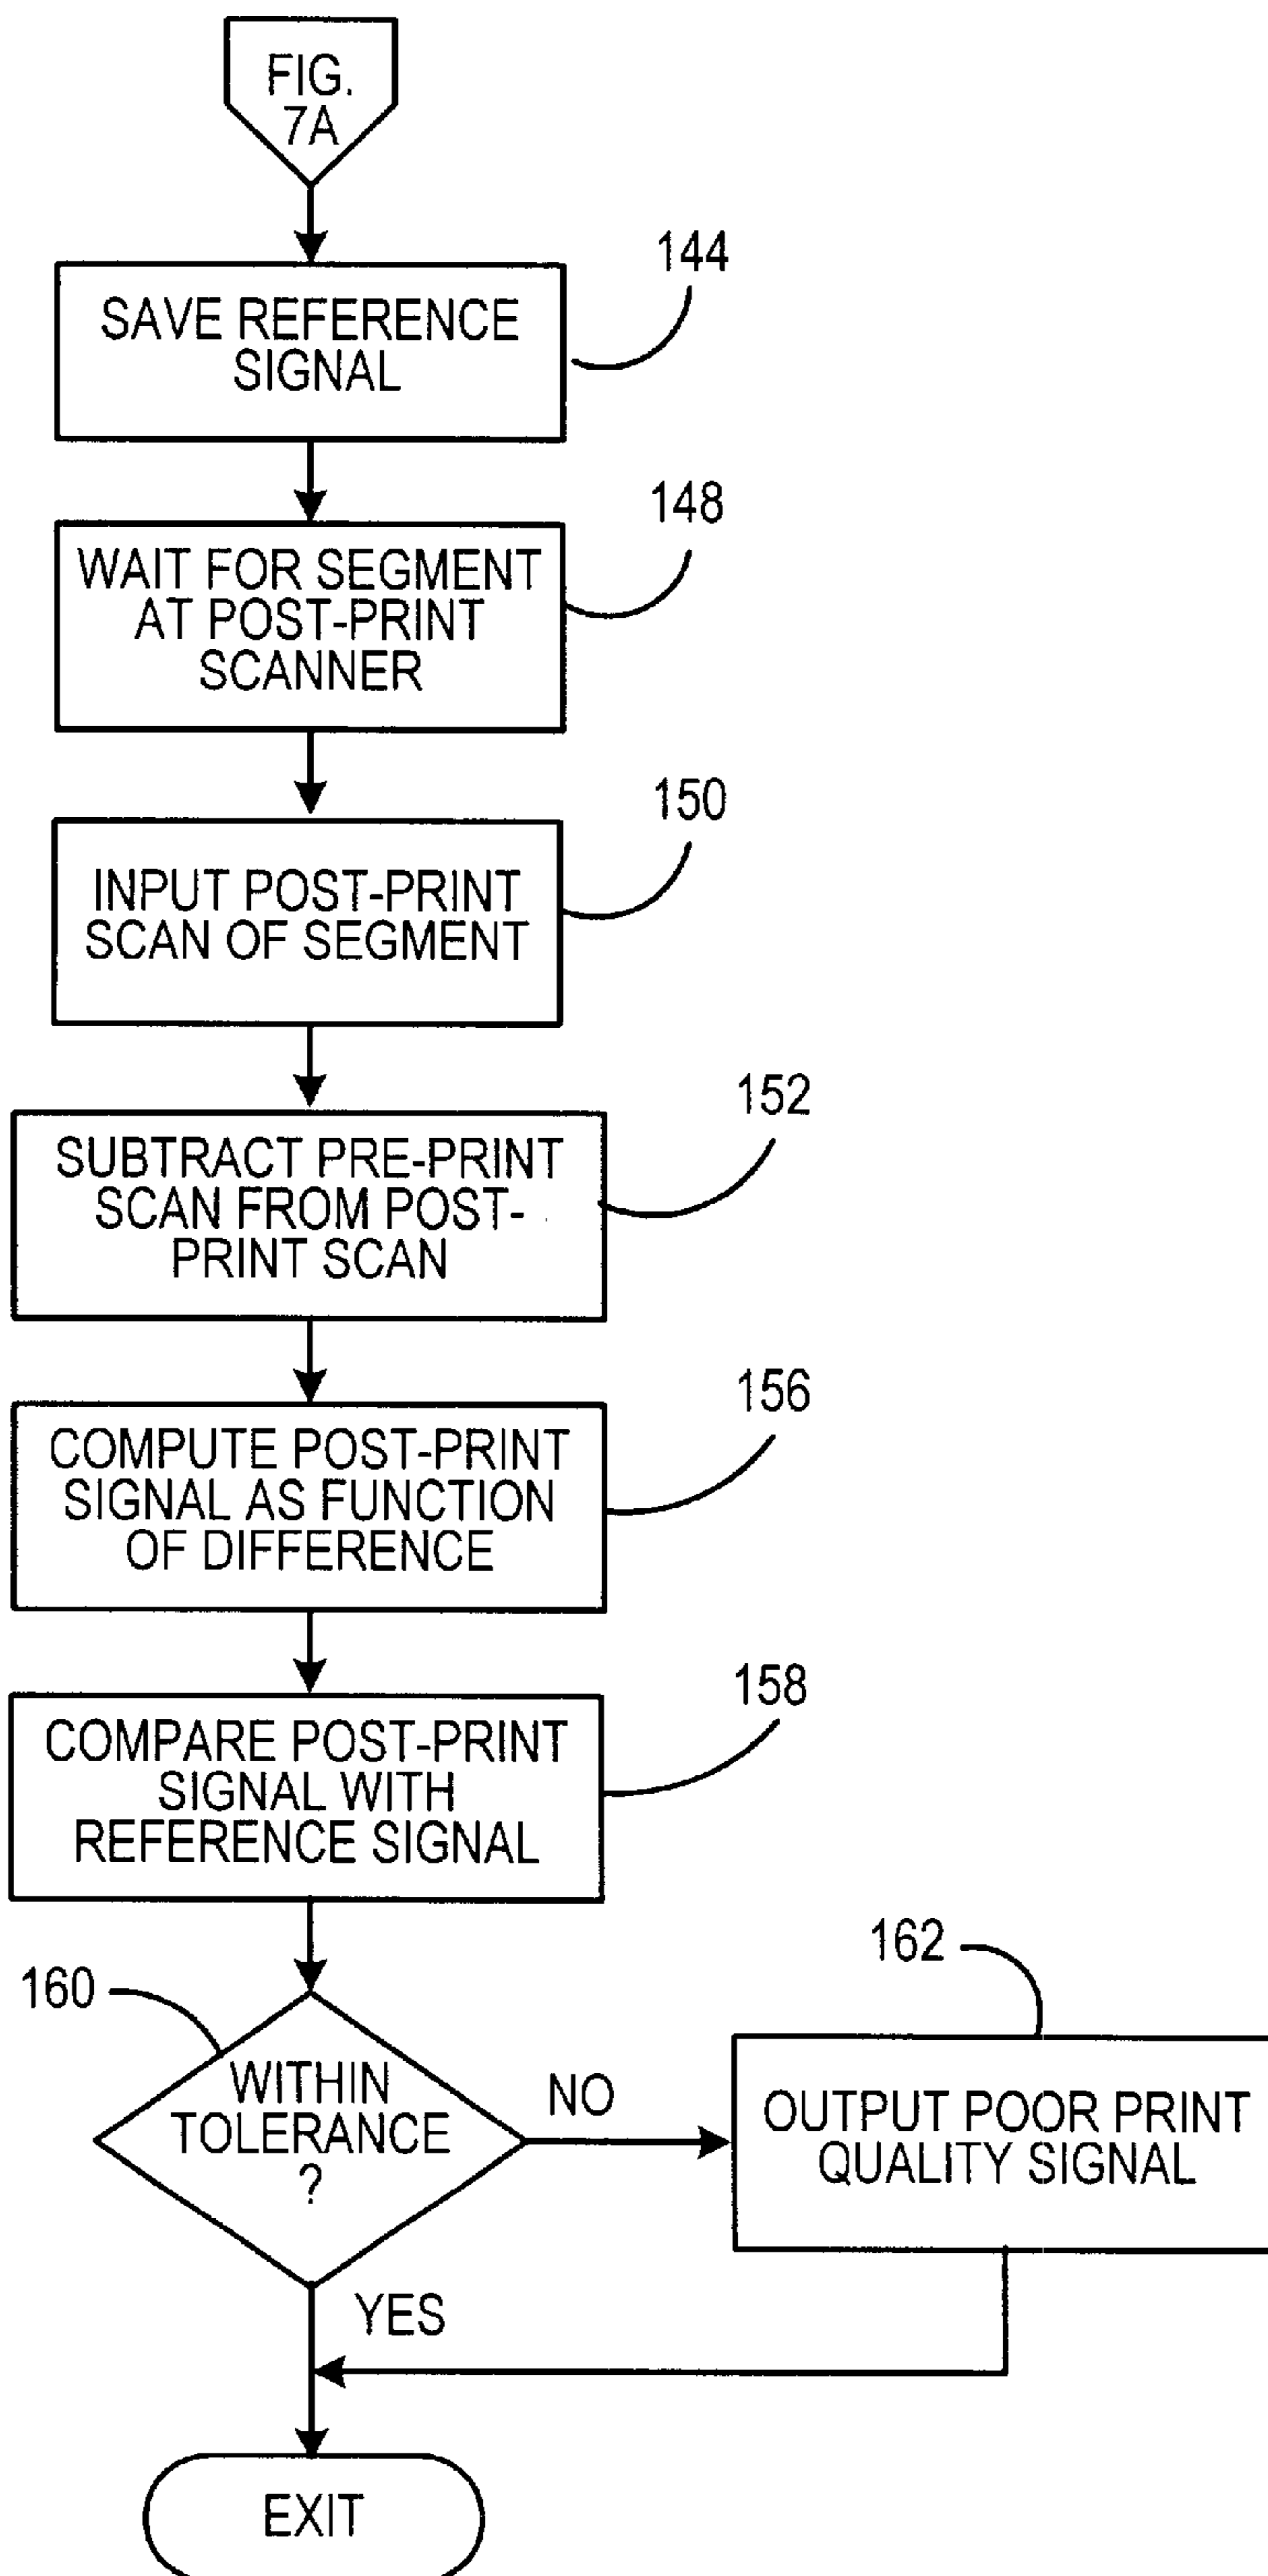 FIG.
7A
144
SAVE REFERENCE
SIGNAL
148
WAIT FOR SEGMENT
AT POST-PRINT
SCANNER
150
INPUT POST-PRINT
SCAN OF SEGMENT
152
SUBTRACT PRE-PRINT
SCAN FROM POST-
PRINT SCAN
156
COMPUTE POST-PRINT
SIGNAL AS FUNCTION
OF DIFFERENCE
158
COMPARE POST-PRINT
SIGNAL WITH
REFERENCE SIGNAL
160
WITHIN
TOLERANCE
?
NO
162
OUTPUT POOR PRINT
QUALITY SIGNAL
YES
EXIT